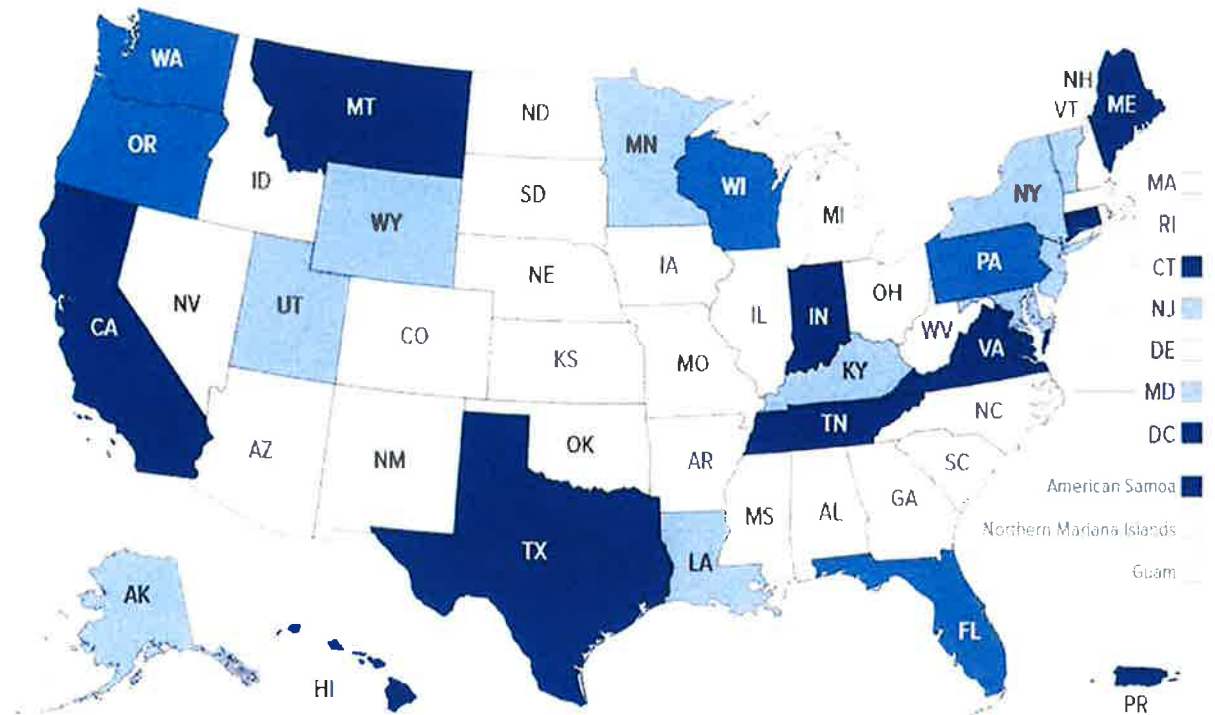 WA
MT
ND
MN
NH
VT
ME
OR
ID
SD
WI
MI
NY
MA
RI
WY
CT
NV
UT
NE
IA
PA
NJ
CA
CO
KS
IL
IN
OH
WV
VA
DE
MO
KY
MD
AZ
NM
OK
AR
TN
NC
DC
SC
American Samoa
MS
AL
GA
Northern Mariana Islands
TX
LA
Guam
AK
FL
HI
PR